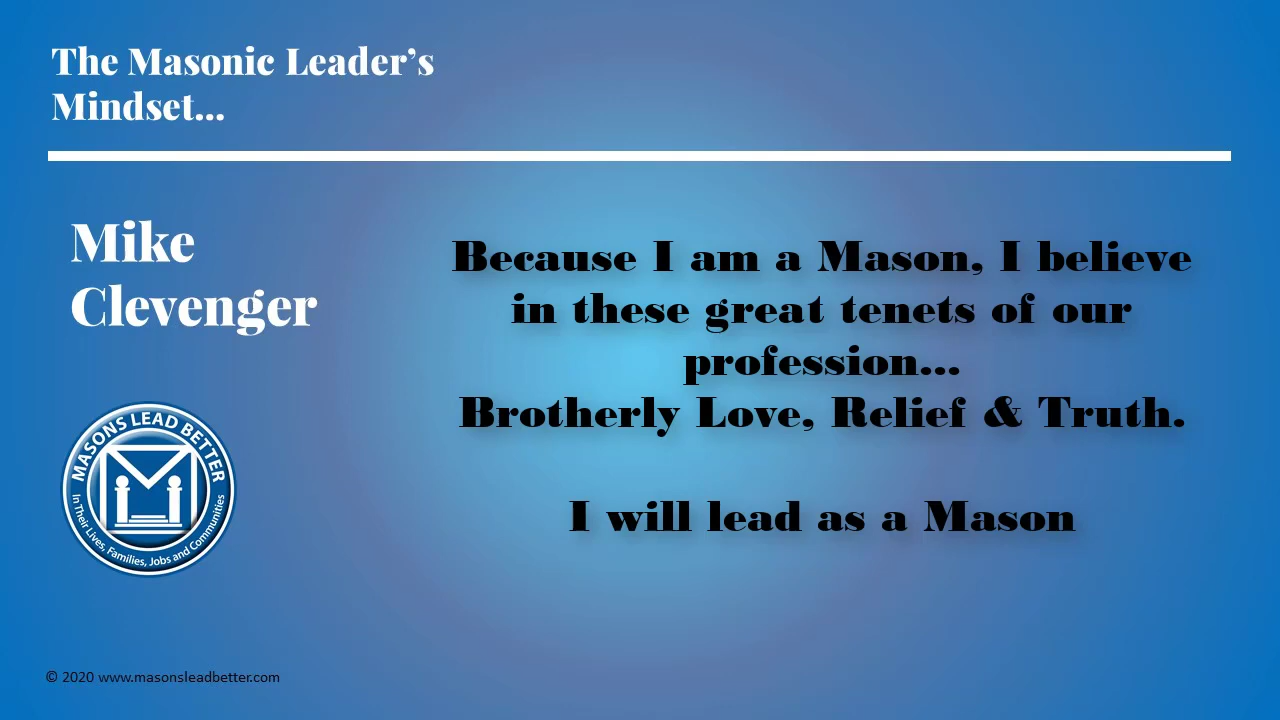 The Masonic Leader’s
Mindset...
Mike
Clevenger
Because I am a Mason, I believe
in these great tenets of our
profession...
Brotherly Love, Relief & Truth.
I will lead as a Mason
MASONS LEAD BETTER
In Their Lives, Families, Jobs and Communities
© 2020 www.masonsleadbetter.com